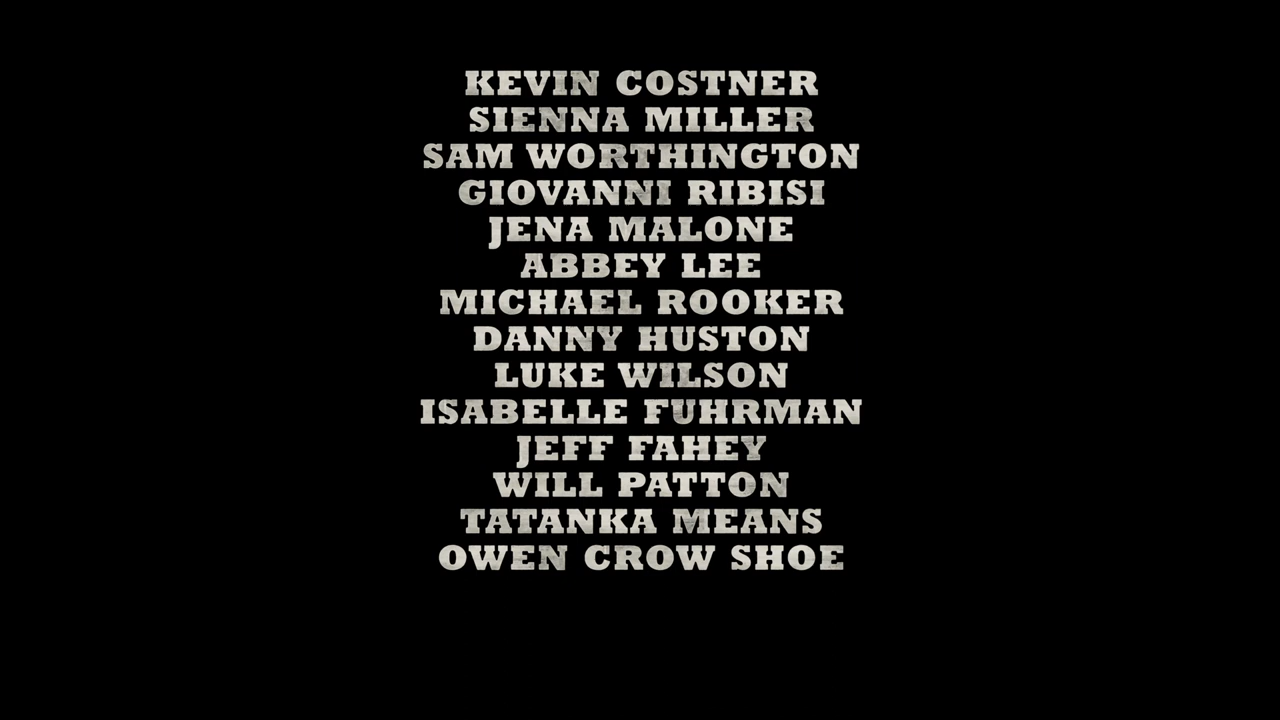 KEVIN COSTNER
SIENNA MILLER
SAM WORTHINGTON
GIOVANNI RIBISI
JENA MALONE
ABBEY LEE
MICHAEL ROOKER
DANNY HUSTON
LUKE WILSON
ISABELLE FUHRMAN
JEFF FAHEY
WILL PATTON
TATANKA MEANS
OWEN CROW SHOE